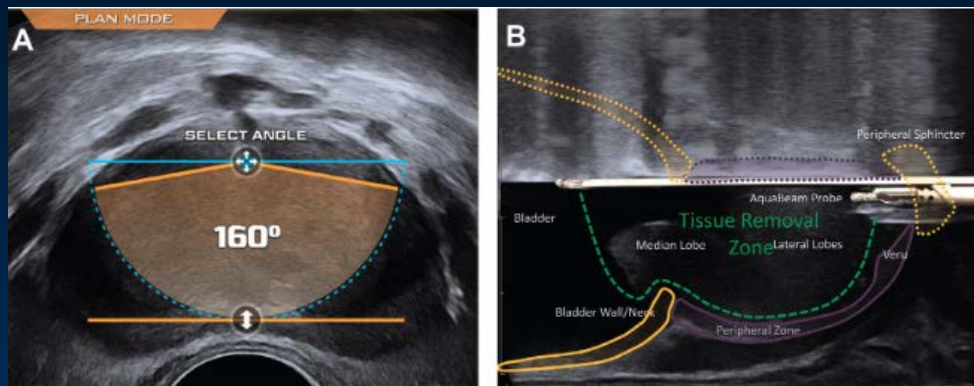 PLAN MODE
A
SELECT ANGLE
160º
B
Peripheral Sphincter
AquaBeam Probe
Bladder
Tissue Removal
Zone
Median Lobe
Lateral Lobes
Veru
Bladder Wall/Neck
Peripheral Zone